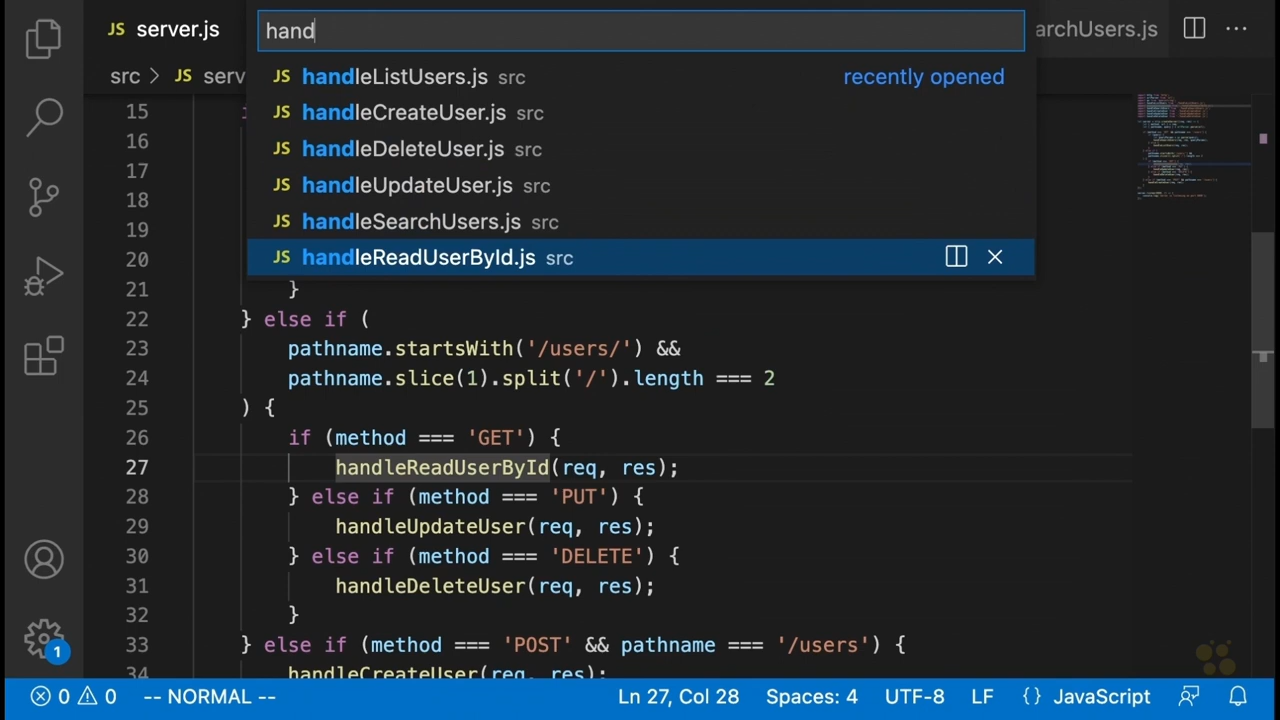 JS server.js
hand
archUsers.js
src > JS serv
JS handleListUsers.js src recently opened
JS handleCreateUser.js src
JS handleDeleteUser.js src
JS handleUpdateUser.js src
JS handleSearchUsers.js src
JS handleReadUserById.js src
15
16
17
18
19
20
21 }
22 } else if (
23 pathname.startsWith('/users/') &&
24 pathname.slice(1).split('/').length === 2
25 ) {
26 if (method === 'GET') {
27 handleReadUserById(req, res);
28 } else if (method === 'PUT') {
29 handleUpdateUser(req, res);
30 } else if (method === 'DELETE') {
31 handleDeleteUser(req, res);
32 }
33 } else if (method === 'POST' && pathname === '/users') {
34 handleCreateUser(req, res);
1
0 0 -- NORMAL -- Ln 27, Col 28 Spaces: 4 UTF-8 LF {} JavaScript